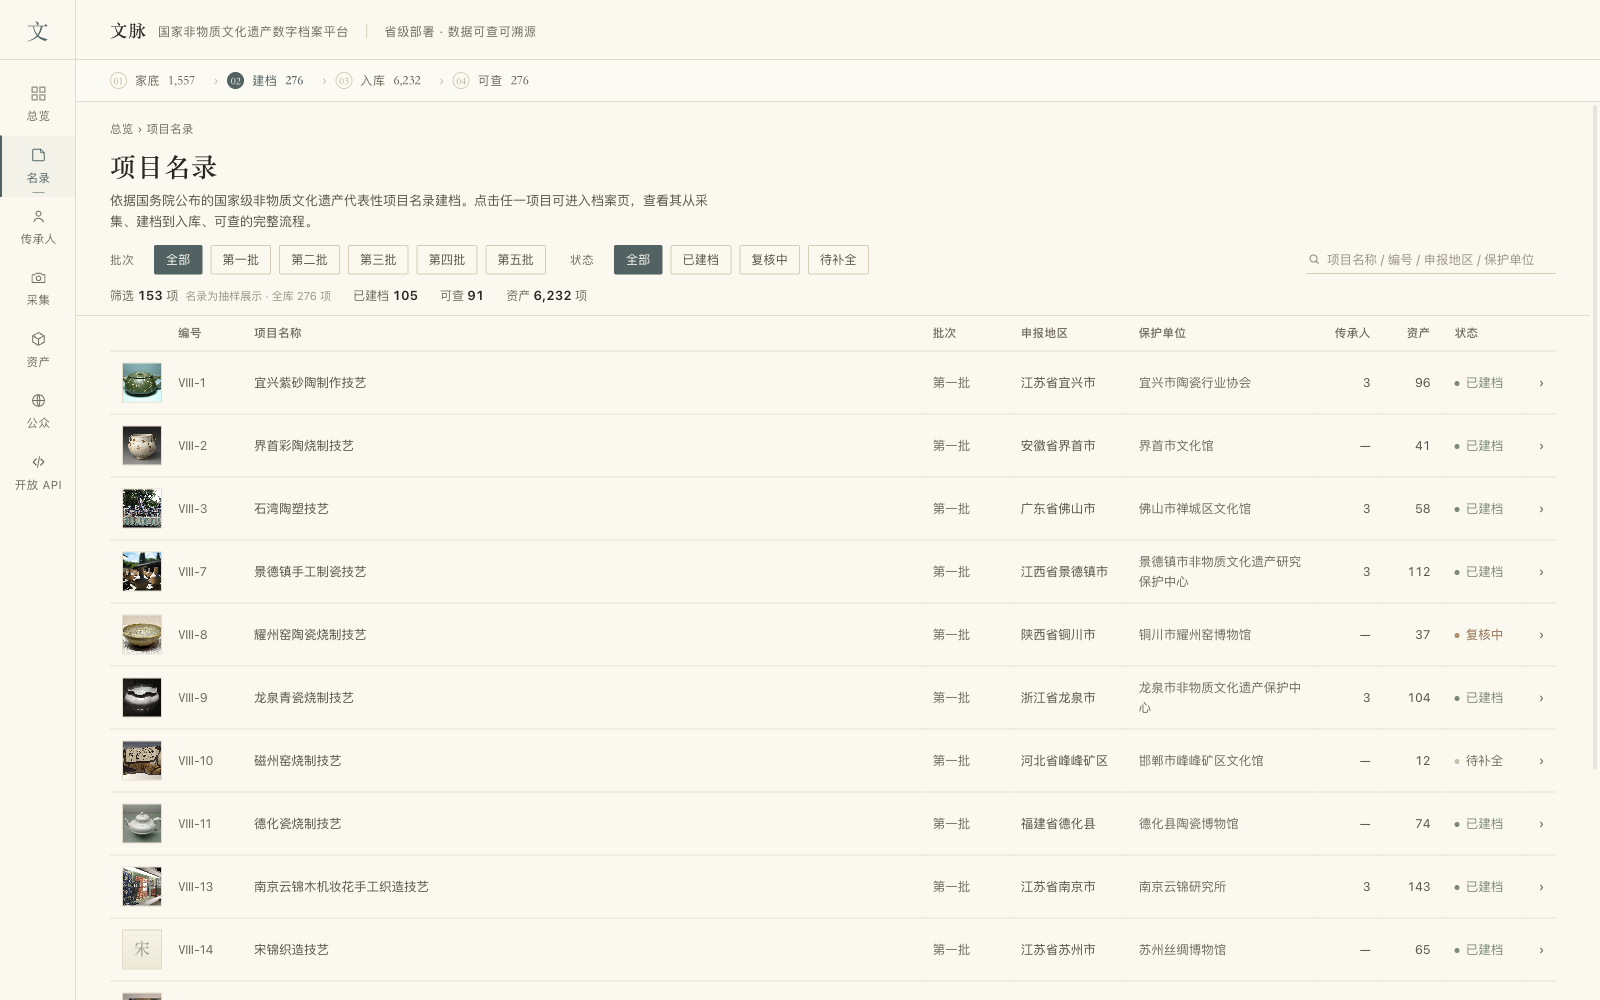 文
文脉 国家非物质文化遗产数字档案平台 省级部署 · 数据可查可溯源
01 家底 1,557 › 02 建档 276 › 03 入库 6,232 › 04 可查 276
总览
名录
传承人
采集
资产
公众
开放 API
总览 › 项目名录
项目名录
依据国务院公布的国家级非物质文化遗产代表性项目名录建档。点击任一项目可进入档案页，查看其从采
集、建档到入库、可查的完整流程。
批次 全部 第一批 第二批 第三批 第四批 第五批 状态 全部 已建档 复核中 待补全 项目名称 / 编号 / 申报地区 / 保护单位
筛选 153 项 名录为抽样展示 · 全库 276 项 已建档 105 可查 91 资产 6,232 项
编号 项目名称 批次 申报地区 保护单位 传承人 资产 状态
VIII-1 宜兴紫砂陶制作技艺 第一批 江苏省宜兴市 宜兴市陶瓷行业协会 3 96 已建档 ›
VIII-2 界首彩陶烧制技艺 第一批 安徽省界首市 界首市文化馆 — 41 已建档 ›
VIII-3 石湾陶塑技艺 第一批 广东省佛山市 佛山市禅城区文化馆 3 58 已建档 ›
VIII-7 景德镇手工制瓷技艺 第一批 江西省景德镇市 景德镇市非物质文化遗产研究
保护中心 3 112 已建档 ›
VIII-8 耀州窑陶瓷烧制技艺 第一批 陕西省铜川市 铜川市耀州窑博物馆 — 37 复核中 ›
VIII-9 龙泉青瓷烧制技艺 第一批 浙江省龙泉市 龙泉市非物质文化遗产保护中
心 3 104 已建档 ›
VIII-10 磁州窑烧制技艺 第一批 河北省峰峰矿区 邯郸市峰峰矿区文化馆 — 12 待补全 ›
VIII-11 德化瓷烧制技艺 第一批 福建省德化县 德化县陶瓷博物馆 — 74 已建档 ›
VIII-13 南京云锦木机妆花手工织造技艺 第一批 江苏省南京市 南京云锦研究所 3 143 已建档 ›
宋 VIII-14 宋锦织造技艺 第一批 江苏省苏州市 苏州丝绸博物馆 — 65 已建档 ›